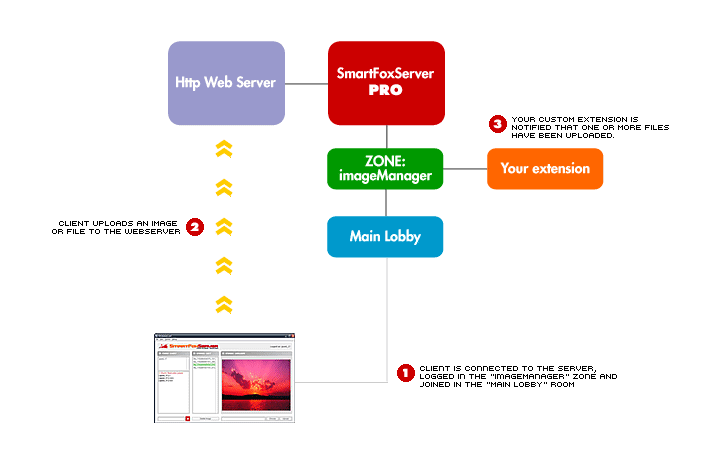 Http Web Server
SmartFoxServer
PRO
3
YOUR CUSTOM EXTENSION IS
NOTIFIED THAT ONE OR MORE FILES
HAVE BEEN UPLOADED.
ZONE:
imageManager
Your extension
CLIENT UPLOADS AN IMAGE
OR FILE TO THE WEBSERVER
2
Main Lobby
SMARTFOXSERVER
1
CLIENT IS CONNECTED TO THE SERVER,
LOGGED IN THE "IMAGEMANAGER" ZONE AND
JOINED IN THE "MAIN LOBBY" ROOM